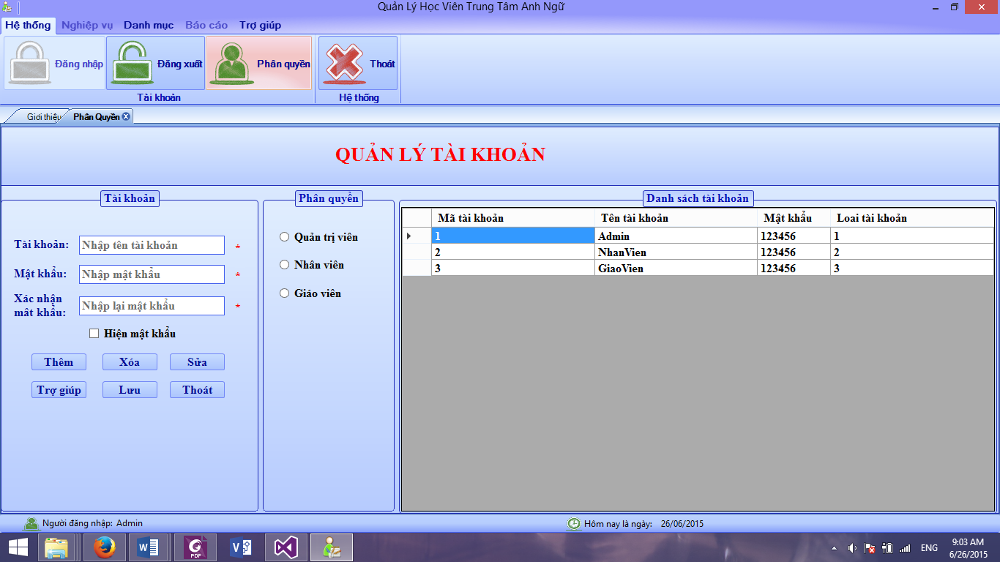 Quản Lý Học Viên Trung Tâm Anh Ngữ
Hệ thống Nghiệp vụ Danh mục Báo cáo Trợ giúp
Đăng nhập Đăng xuất Phân quyền Thoát
Tài khoản Hệ thống
Giới thiệu Phân Quyền
QUẢN LÝ TÀI KHOẢN
Tài khoản
Tài khoản: Nhập tên tài khoản *
Mật khẩu: Nhập mật khẩu *
Xác nhận
mât khẩu: Nhập lại mật khẩu *
Hiện mật khẩu
Thêm Xóa Sửa
Trợ giúp Lưu Thoát
Phân quyền
Quản trị viên
Nhân viên
Giáo viên
Danh sách tài khoản
Mã tài khoản Tên tài khoản Mật khẩu Loai tài khoản
1 Admin 123456 1
2 NhanVien 123456 2
3 GiaoVien 123456 3
Người đăng nhập: Admin Hôm nay là ngày: 26/06/2015
PDF
ENG
9:03 AM
6/26/2015